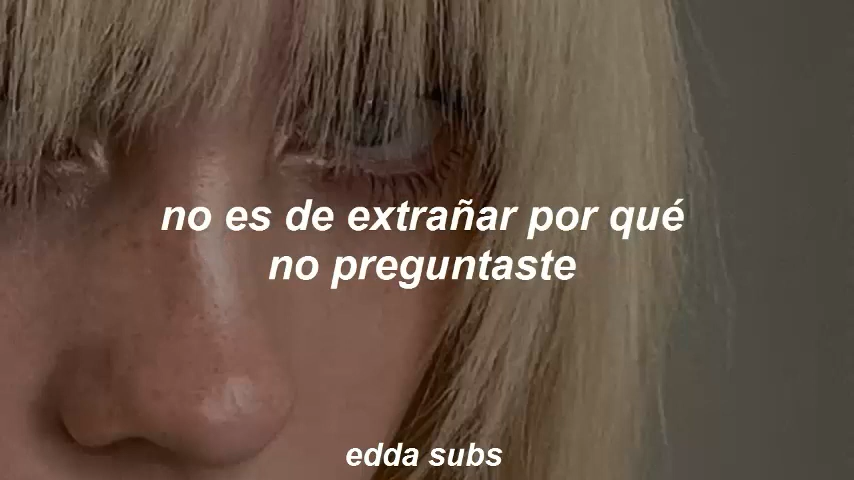 no es de extrañar por qué
no preguntaste
edda subs